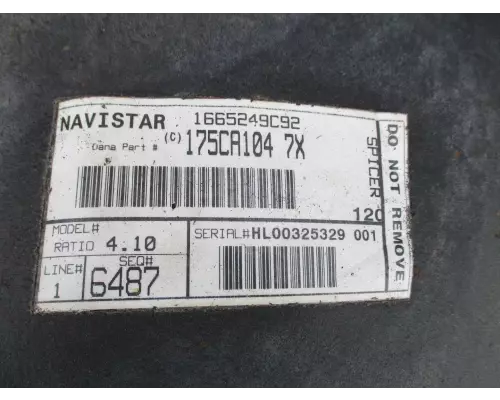 NAVISTAR 1665249C92
(C)
Dana Part # 175CA104 7X
SPICER
120
DO NOT REMOVE
MODEL#
RATIO 4.10
SERIAL# HL00325329 001
LINE# SEQ#
1 6487